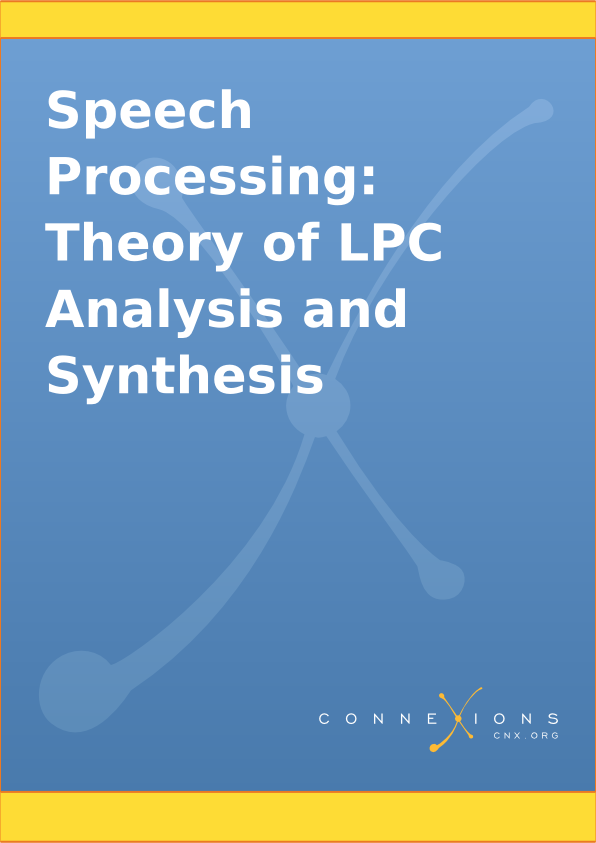 Speech
Processing:
Theory of LPC
Analysis and
Synthesis
CONNEXIONS
CNX.ORG